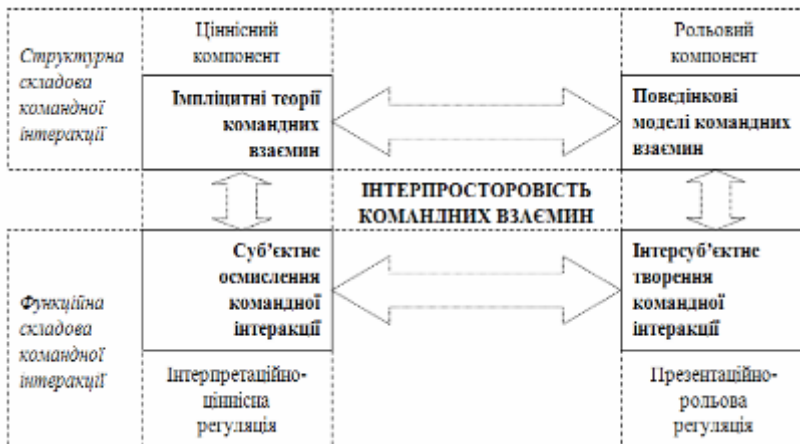 Структурна
складова
командної
інтеракції
Ціннісний
компонент
Імпліцитні теорії
командних
взаємин
Рольовий
компонент
Поведінкові
моделі командних
взаємин
ІНТЕРПРОСТОРОВІСТЬ
КОМАНДНИХ ВЗАЄМИН
Функційна
складова
командної
інтеракції
Суб’єктне
осмислення
командної
інтеракції
Інтерпретаційно-
ціннісна
регуляція
Інтерсуб’єктне
творення
командної
інтеракції
Презентаційно-
рольова
регуляція